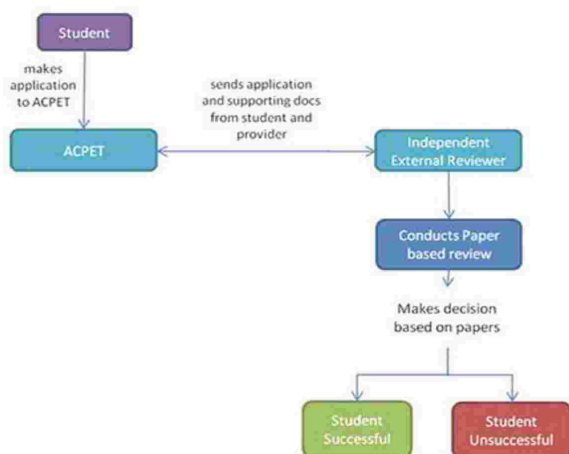 Student
makes
application
to ACPET
sends application
and supporting docs
from student and
provider
ACPET
Independent
External Reviewer
Conducts Paper
based review
Makes decision
based on papers
Student
Successful
Student
Unsuccessful